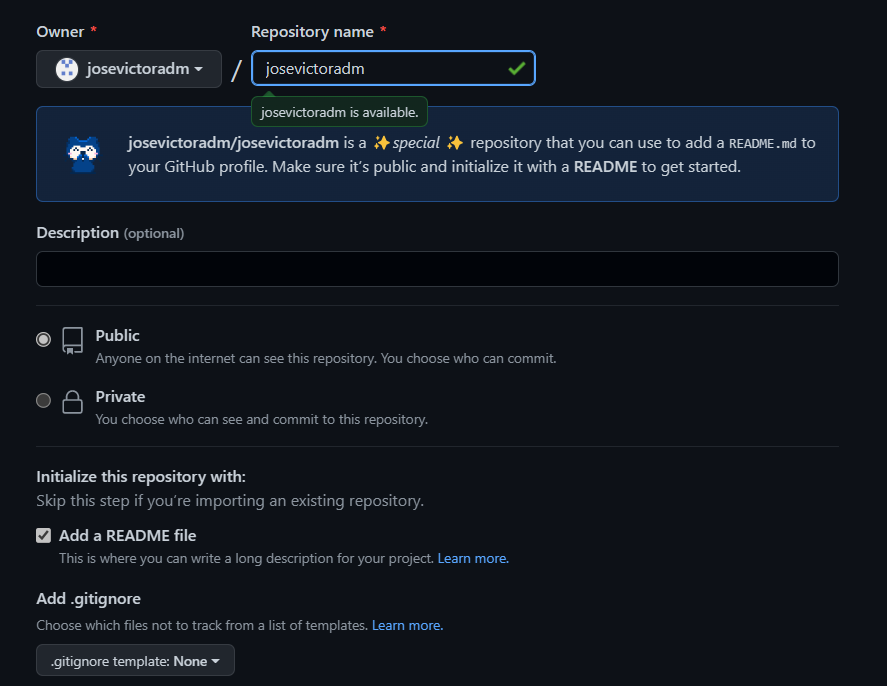 Owner *
Repository name *
josevictoradm / josevictoradm
josevictoradm is available.
josevictoradm/josevictoradm is a ✨special ✨ repository that you can use to add a README.md to
your GitHub profile. Make sure it’s public and initialize it with a README to get started.
Description (optional)
Public
Anyone on the internet can see this repository. You choose who can commit.
Private
You choose who can see and commit to this repository.
Initialize this repository with:
Skip this step if you’re importing an existing repository.
Add a README file
This is where you can write a long description for your project. Learn more.
Add .gitignore
Choose which files not to track from a list of templates. Learn more.
.gitignore template: None